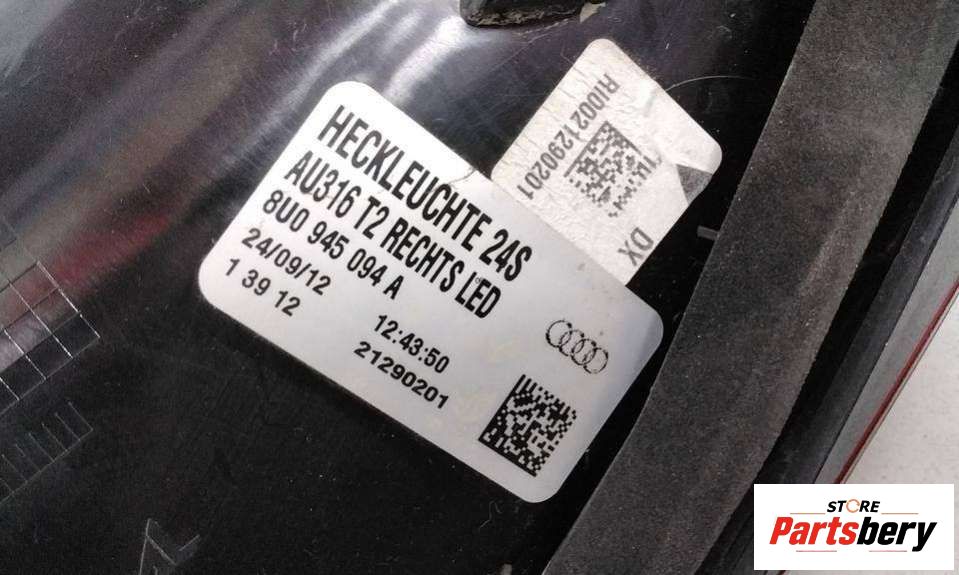 HECKLEUCHTE 24S
AU316 T2 RECHTS LED
8U0 945 094 A
24/09/12 12:43:50
1 39 12 21290201
RI00021290201
DX
STORE
Partsbery